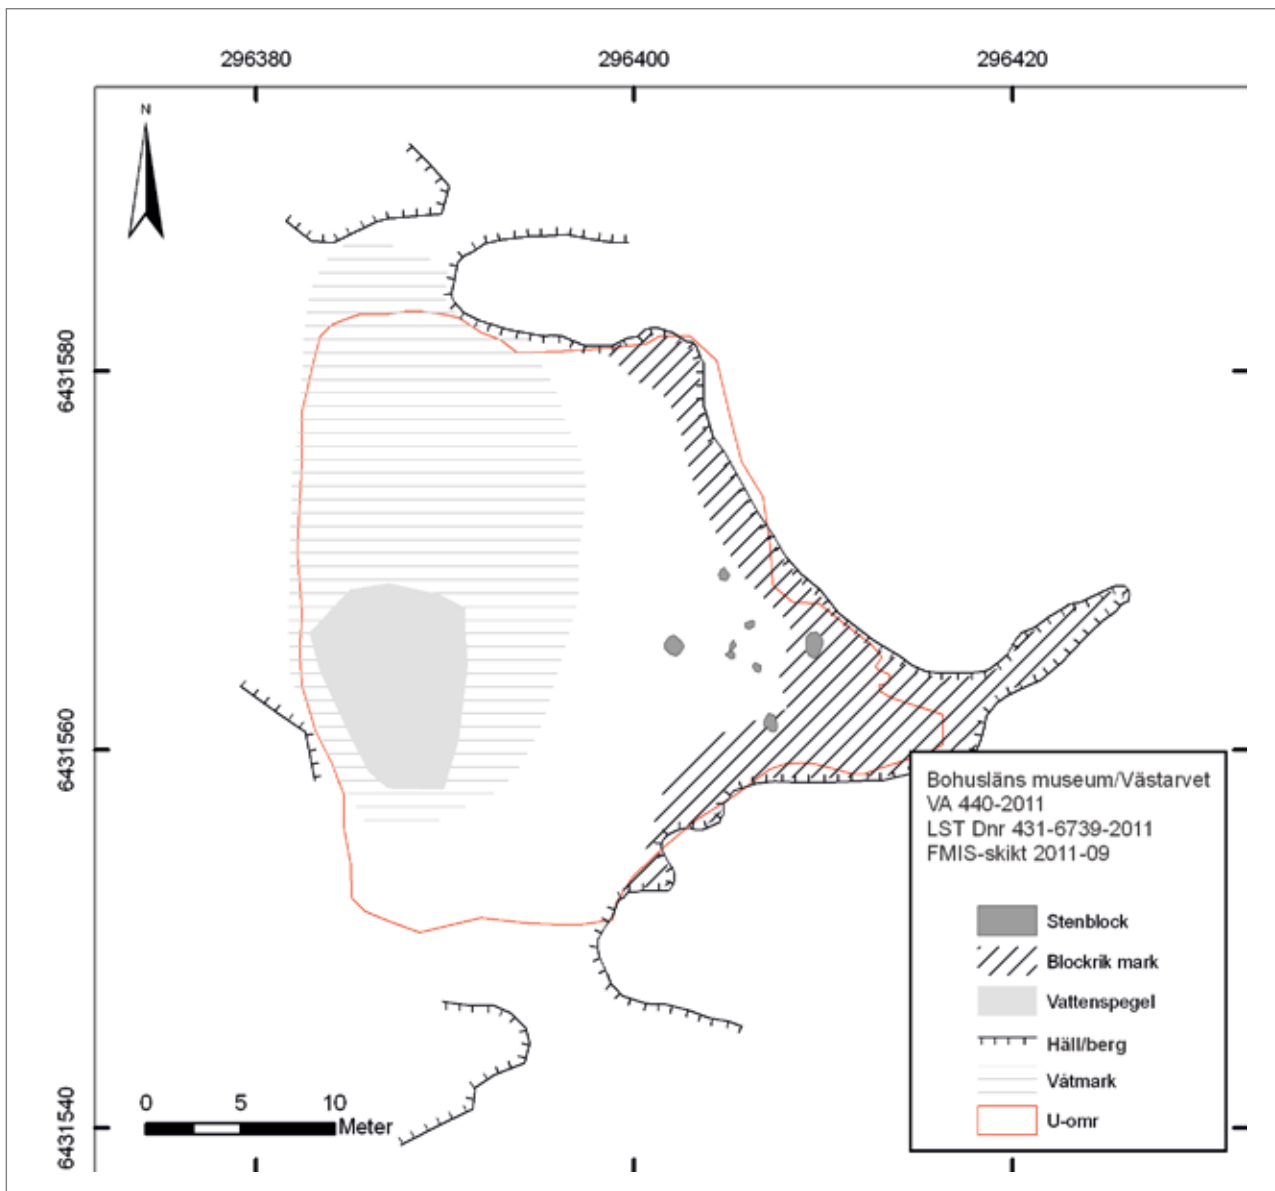 296380
296400
296420
N
6431580
6431560
6431540
Bohusläns museum/Västarvet
VA 440-2011
LST Dnr 431-6739-2011
FMIS-skikt 2011-09
Stenblock
Blockrik mark
Vattenspegel
Häll/berg
Våtmark
U-omr
0
5
10
Meter